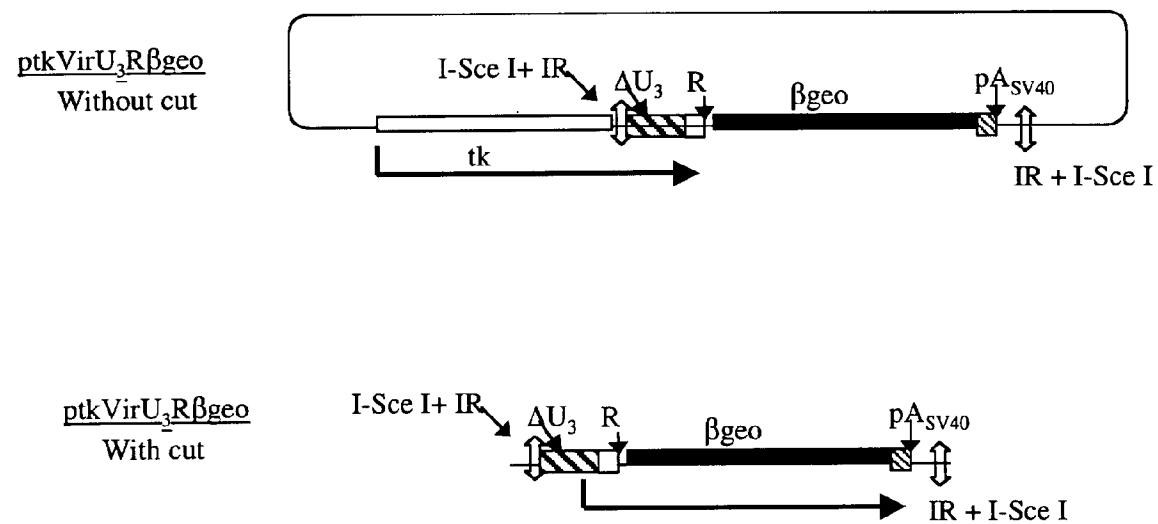 ptkVirU3Rβgeo
Without cut
I-Sce I+ IR
ΔU3
R
βgeo
pASV40
tk
IR + I-Sce I
ptkVirU3Rβgeo
With cut
I-Sce I+ IR
ΔU3
R
βgeo
pASV40
IR + I-Sce I